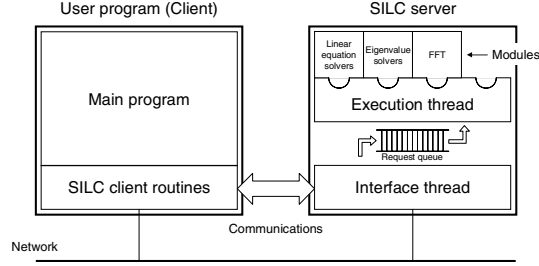 User program (Client)
SILC server
Linear
equation
solvers
Eigenvalue
solvers
FFT
Modules
Main program
Execution thread
Request queue
SILC client routines
Interface thread
Communications
Network